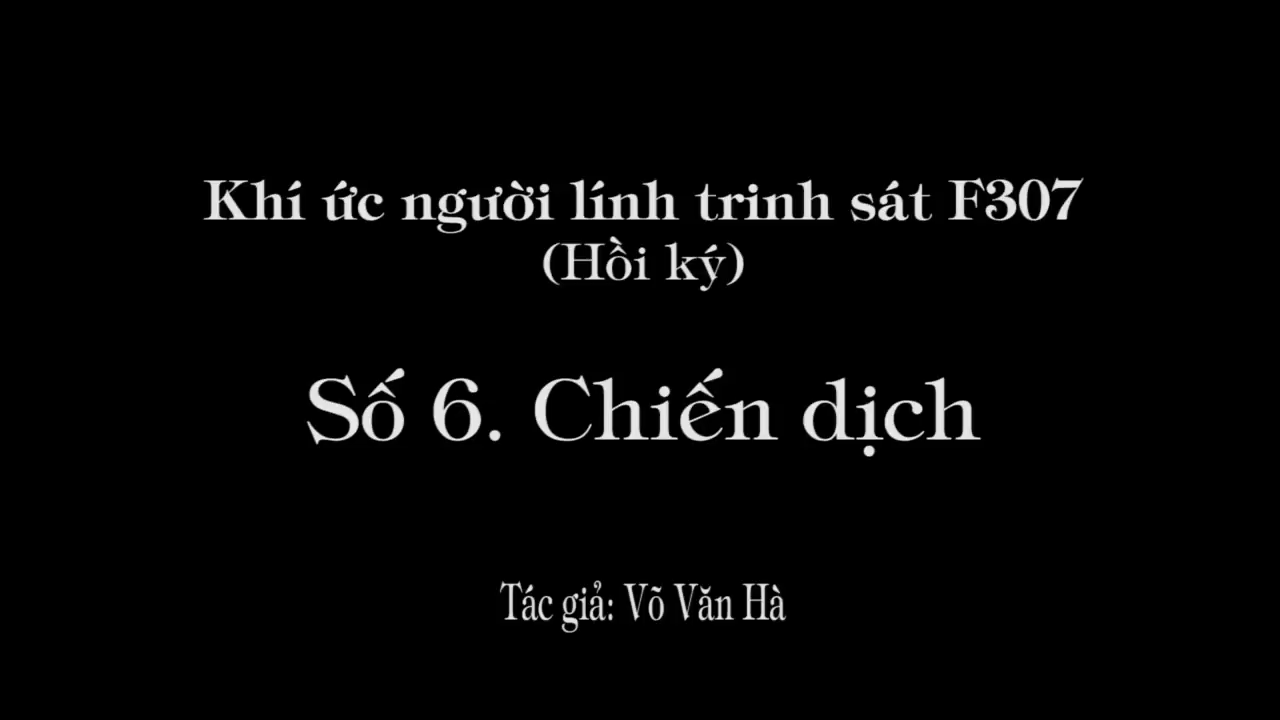 Khí ức người lính trinh sát F307
(Hồi ký)
Số 6. Chiến dịch
Tác giả: Võ Văn Hà